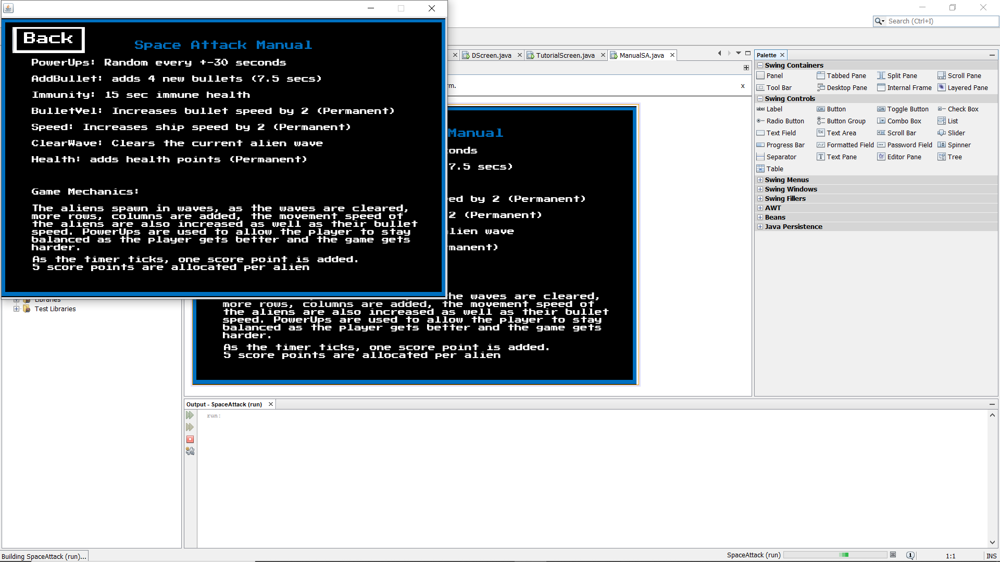 Search (Ctrl+I)
Back
Space Attack Manual
PowerUps: Random every +-30 seconds
AddBullet: adds 4 new bullets (7.5 secs)
Immunity: 15 sec immune health
BulletVel: Increases bullet speed by 2 (Permanent)
Speed: Increases ship speed by 2 (Permanent)
ClearWave: Clears the current alien wave
Health: adds health points (Permanent)
Game Mechanics:
The aliens spawn in waves, as the waves are cleared,
more rows, columns are added, the movement speed of
the aliens are also increased as well as their bullet
speed. PowerUps are used to allow the player to stay
balanced as the player gets better and the game gets
harder.
As the timer ticks, one score point is added.
5 score points are allocated per alien
DScreen.java
TutorialScreen.java
ManualSA.java
rm.
x
Manual
onds
7.5 secs)
ed by 2 (Permanent)
2 (Permanent)
alien wave
manent)
the waves are cleared,
more rows, columns are added, the movement speed of
the aliens are also increased as well as their bullet
speed. PowerUps are used to allow the player to stay
balanced as the player gets better and the game gets
harder.
As the timer ticks, one score point is added.
5 score points are allocated per alien
Palette
Swing Containers
Panel Tabbed Pane Split Pane Scroll Pane
Tool Bar Desktop Pane Internal Frame Layered Pane
Swing Controls
label Label OK Button ON Toggle Button Check Box
Radio Button Button Group Combo Box List
Text Field Text Area Scroll Bar Slider
Progress Bar Formatted Field Password Field Spinner
Separator Text Pane Editor Pane Tree
Table
Swing Menus
Swing Windows
Swing Fillers
AWT
Beans
Java Persistence
Libraries
Test Libraries
Output - SpaceAttack (run)
run:
Building SpaceAttack (run)...
SpaceAttack (run)
1
1:1
INS